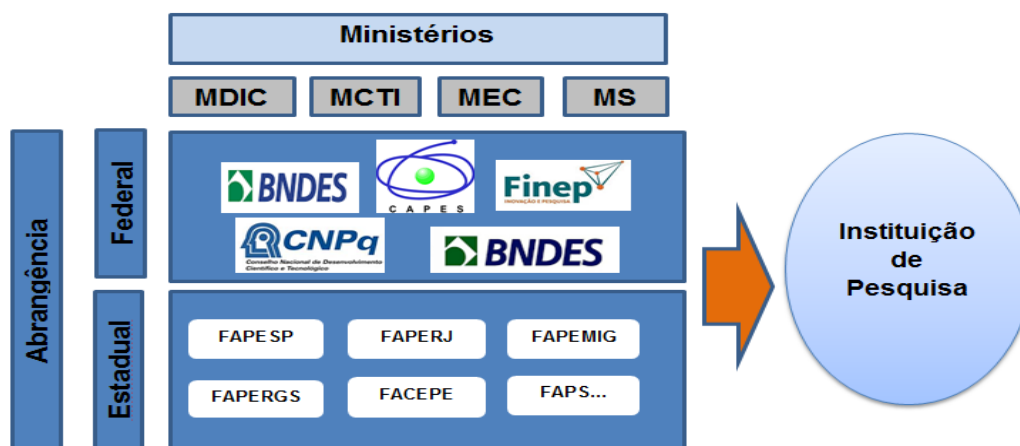 Ministérios
MDIC
MCTI
MEC
MS
Abrangência
Federal
BNDES
CAPES
Finep
INOVAÇÃO E PESQUISA
CNPq
Conselho Nacional de Desenvolvimento
Científico e Tecnológico
BNDES
Estadual
FAPESP
FAPERJ
FAPEMIG
FAPERGS
FACEPE
FAPS...
Instituição
de
Pesquisa